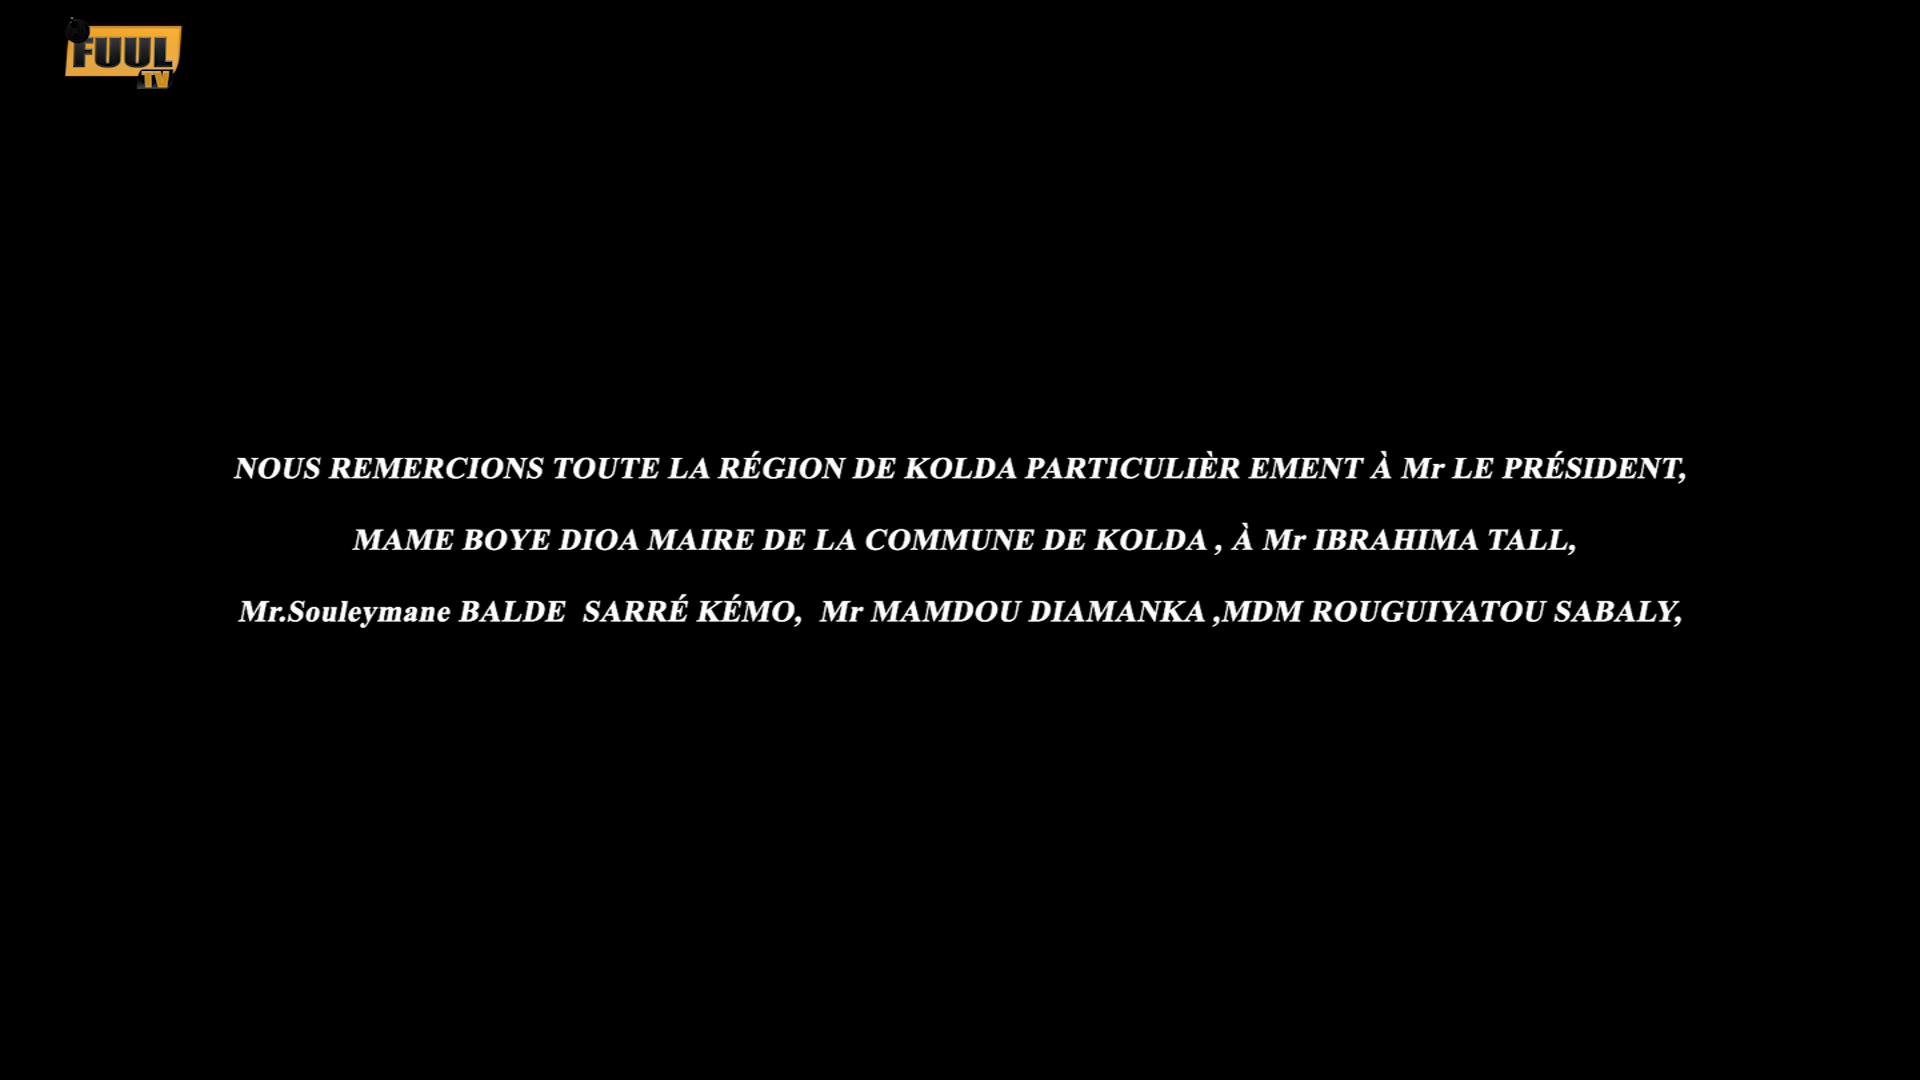 FUUL
TV
NOUS REMERCIONS TOUTE LA RÉGION DE KOLDA PARTICULIÈR EMENT À Mr LE PRÉSIDENT,
MAME BOYE DIOA MAIRE DE LA COMMUNE DE KOLDA , À Mr IBRAHIMA TALL,
Mr.Souleymane BALDE  SARRÉ KÉMO,  Mr MAMDOU DIAMANKA ,MDM ROUGUIYATOU SABALY,